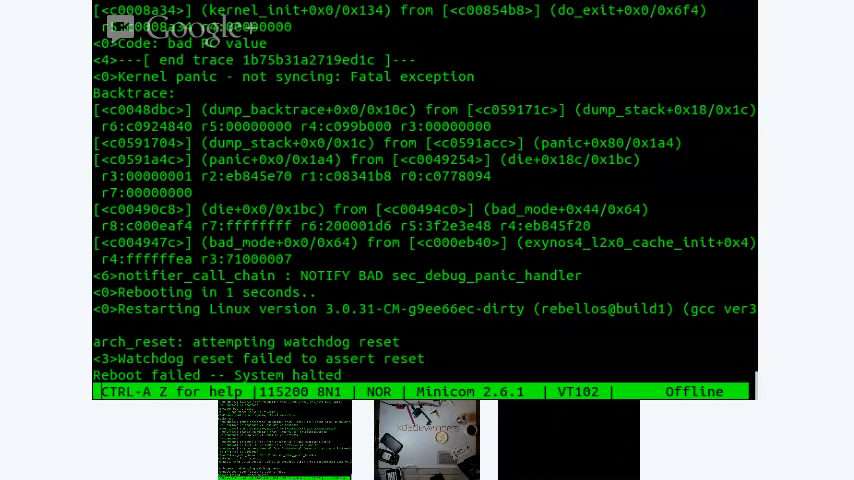 [<c0008a34>] (kernel_init+0x0/0x134) from [<c00854b8>] (do_exit+0x0/0x6f4)
Google+
<0>Code: bad PC value
<4>---[ end trace 1b75b31a2719ed1c ]---
<0>Kernel panic - not syncing: Fatal exception
Backtrace:
[<c0048dbc>] (dump_backtrace+0x0/0x10c) from [<c059171c>] (dump_stack+0x18/0x1c)
r6:c0924840 r5:00000000 r4:c099b000 r3:00000000
[<c0591704>] (dump_stack+0x0/0x1c) from [<c0591acc>] (panic+0x80/0x1a4)
[<c0591a4c>] (panic+0x0/0x1a4) from [<c0049254>] (die+0x18c/0x1bc)
r3:00000001 r2:eb845e70 r1:c08341b8 r0:c0778094
r7:00000000
[<c00490c8>] (die+0x0/0x1bc) from [<c00494c0>] (bad_mode+0x44/0x64)
r8:c000eaf4 r7:ffffffff r6:200001d6 r5:3f2e3e48 r4:eb845f20
[<c004947c>] (bad_mode+0x0/0x64) from [<c000eb40>] (exynos4_l2x0_cache_init+0x4)
r4:ffffffea r3:71000007
<6>notifier_call_chain : NOTIFY BAD sec_debug_panic_handler
<0>Rebooting in 1 seconds..
<0>Restarting Linux version 3.0.31-CM-g9ee66ec-dirty (rebellos@build1) (gcc ver3
arch_reset: attempting watchdog reset
<3>Watchdog reset failed to assert reset
Reboot failed -- System halted
CTRL-A Z for help |115200 8N1 | NOR | Minicom 2.6.1 | VT102 | Offline
xdadevelopers